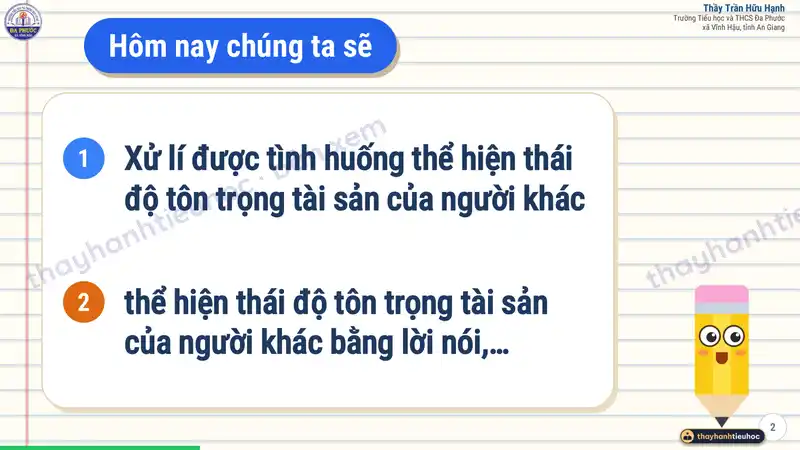 Thầy Trần Hữu Hạnh
Trường Tiểu học và THCS Đa Phước
xã Vĩnh Hậu, tỉnh An Giang
ĐA PHƯỚC
Hôm nay chúng ta sẽ
1
Xử lí được tình huống thể hiện thái
độ tôn trọng tài sản của người khác
2
thể hiện thái độ tôn trọng tài sản
của người khác bằng lời nói,...
thayhanhtieuhoc
2